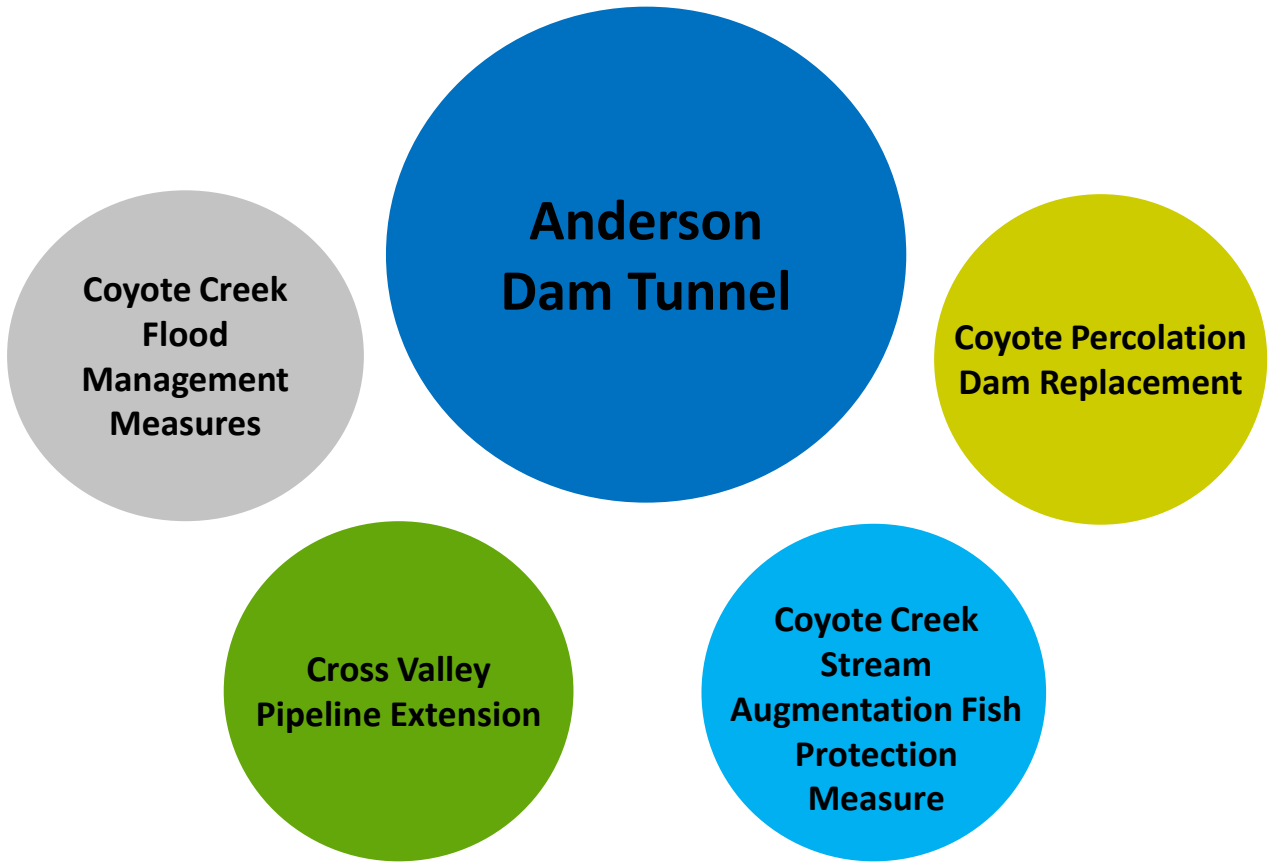 Anderson
Dam Tunnel
Coyote Creek
Flood
Management
Measures
Coyote Percolation
Dam Replacement
Cross Valley
Pipeline Extension
Coyote Creek
Stream
Augmentation Fish
Protection
Measure